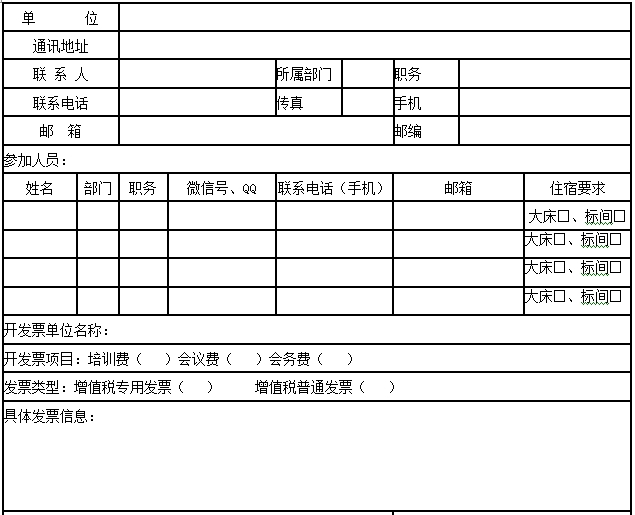 单 位
通讯地址
联 系 人 所属部门 职务
联系电话 传真 手机
邮 箱 邮编
参加人员：
姓名 部门 职务 微信号、QQ 联系电话（手机） 邮箱 住宿要求
大床□、标间□
大床□、标间□
大床□、标间□
大床□、标间□
开发票单位名称：
开发票项目：培训费（ ）会议费（ ）会务费（ ）
发票类型：增值税专用发票（ ） 增值税普通发票（ ）
具体发票信息：